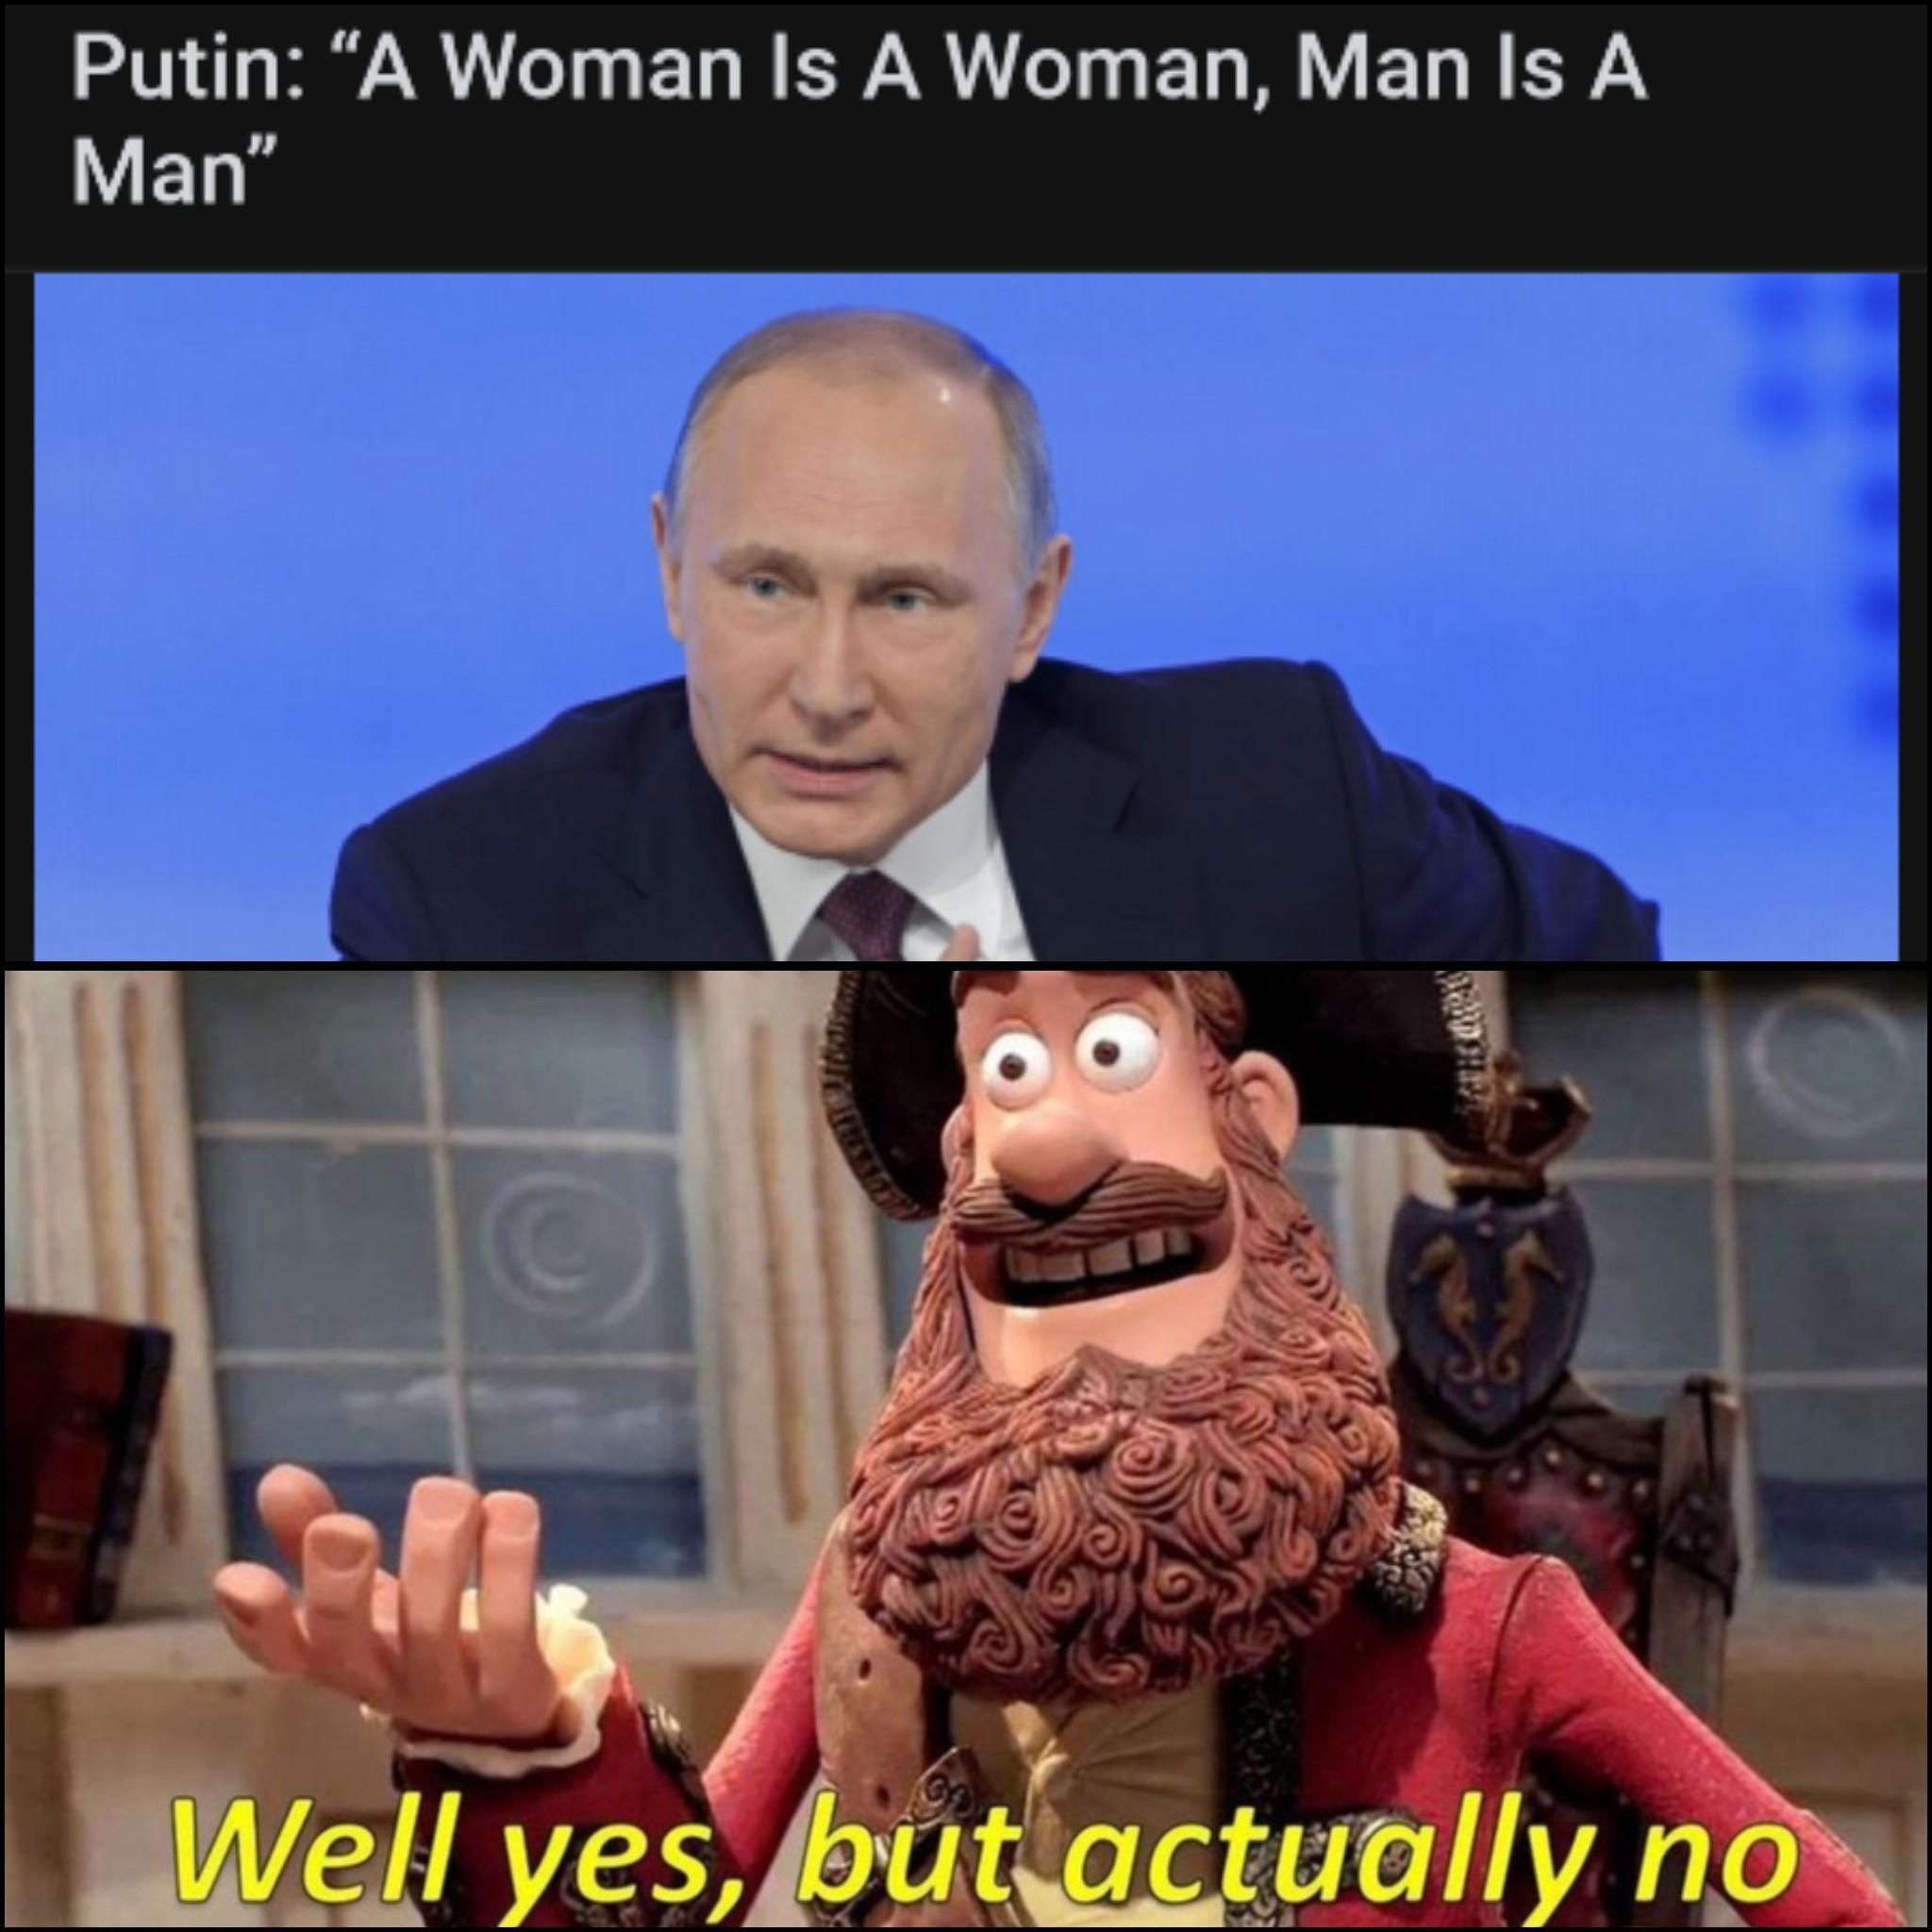 Putin: “A Woman Is A Woman, Man Is A
Man”
Well yes, but actually no